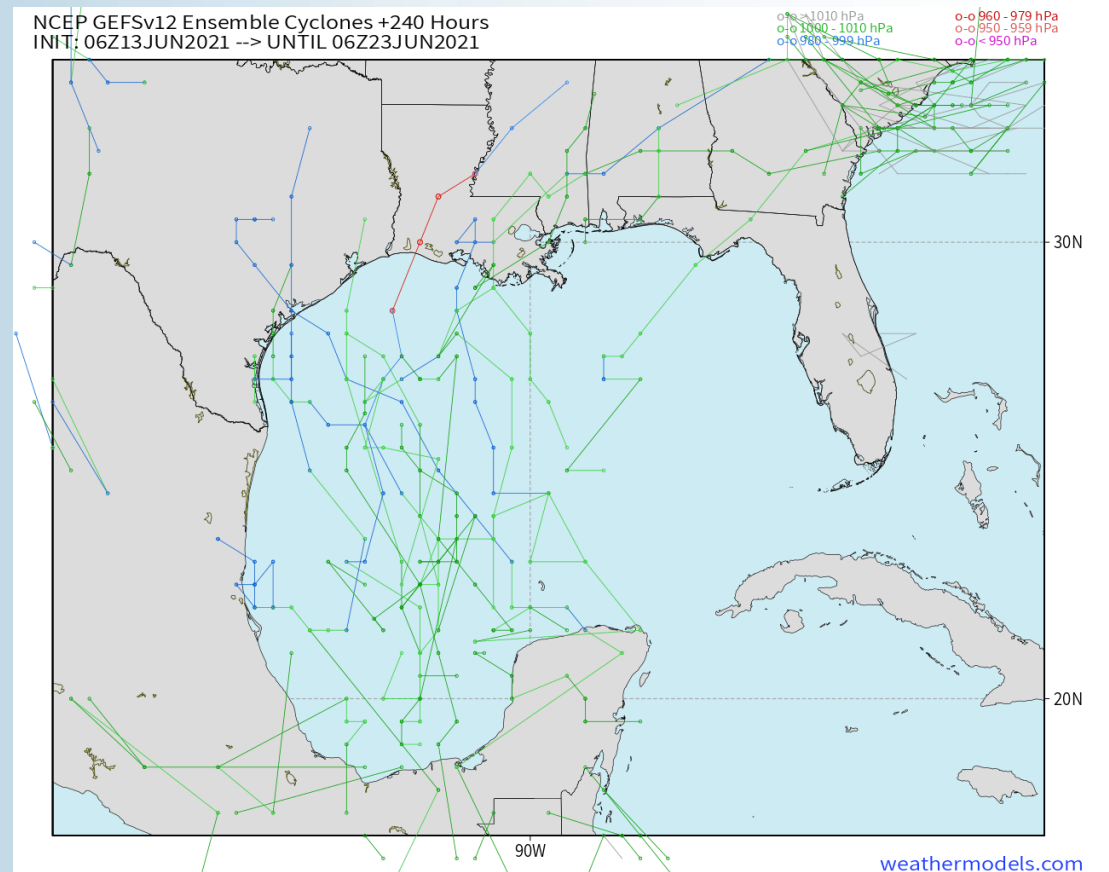 NCEP GEFSv12 Ensemble Cyclones +240 Hours
INIT: 06Z13JUN2021 --> UNTIL 06Z23JUN2021
o-o > 1010 hPa
o-o 1000 - 1010 hPa
o-o 980 - 999 hPa
o-o 960 - 979 hPa
o-o 950 - 959 hPa
o-o < 950 hPa
30N
20N
90W
weathermodels.com